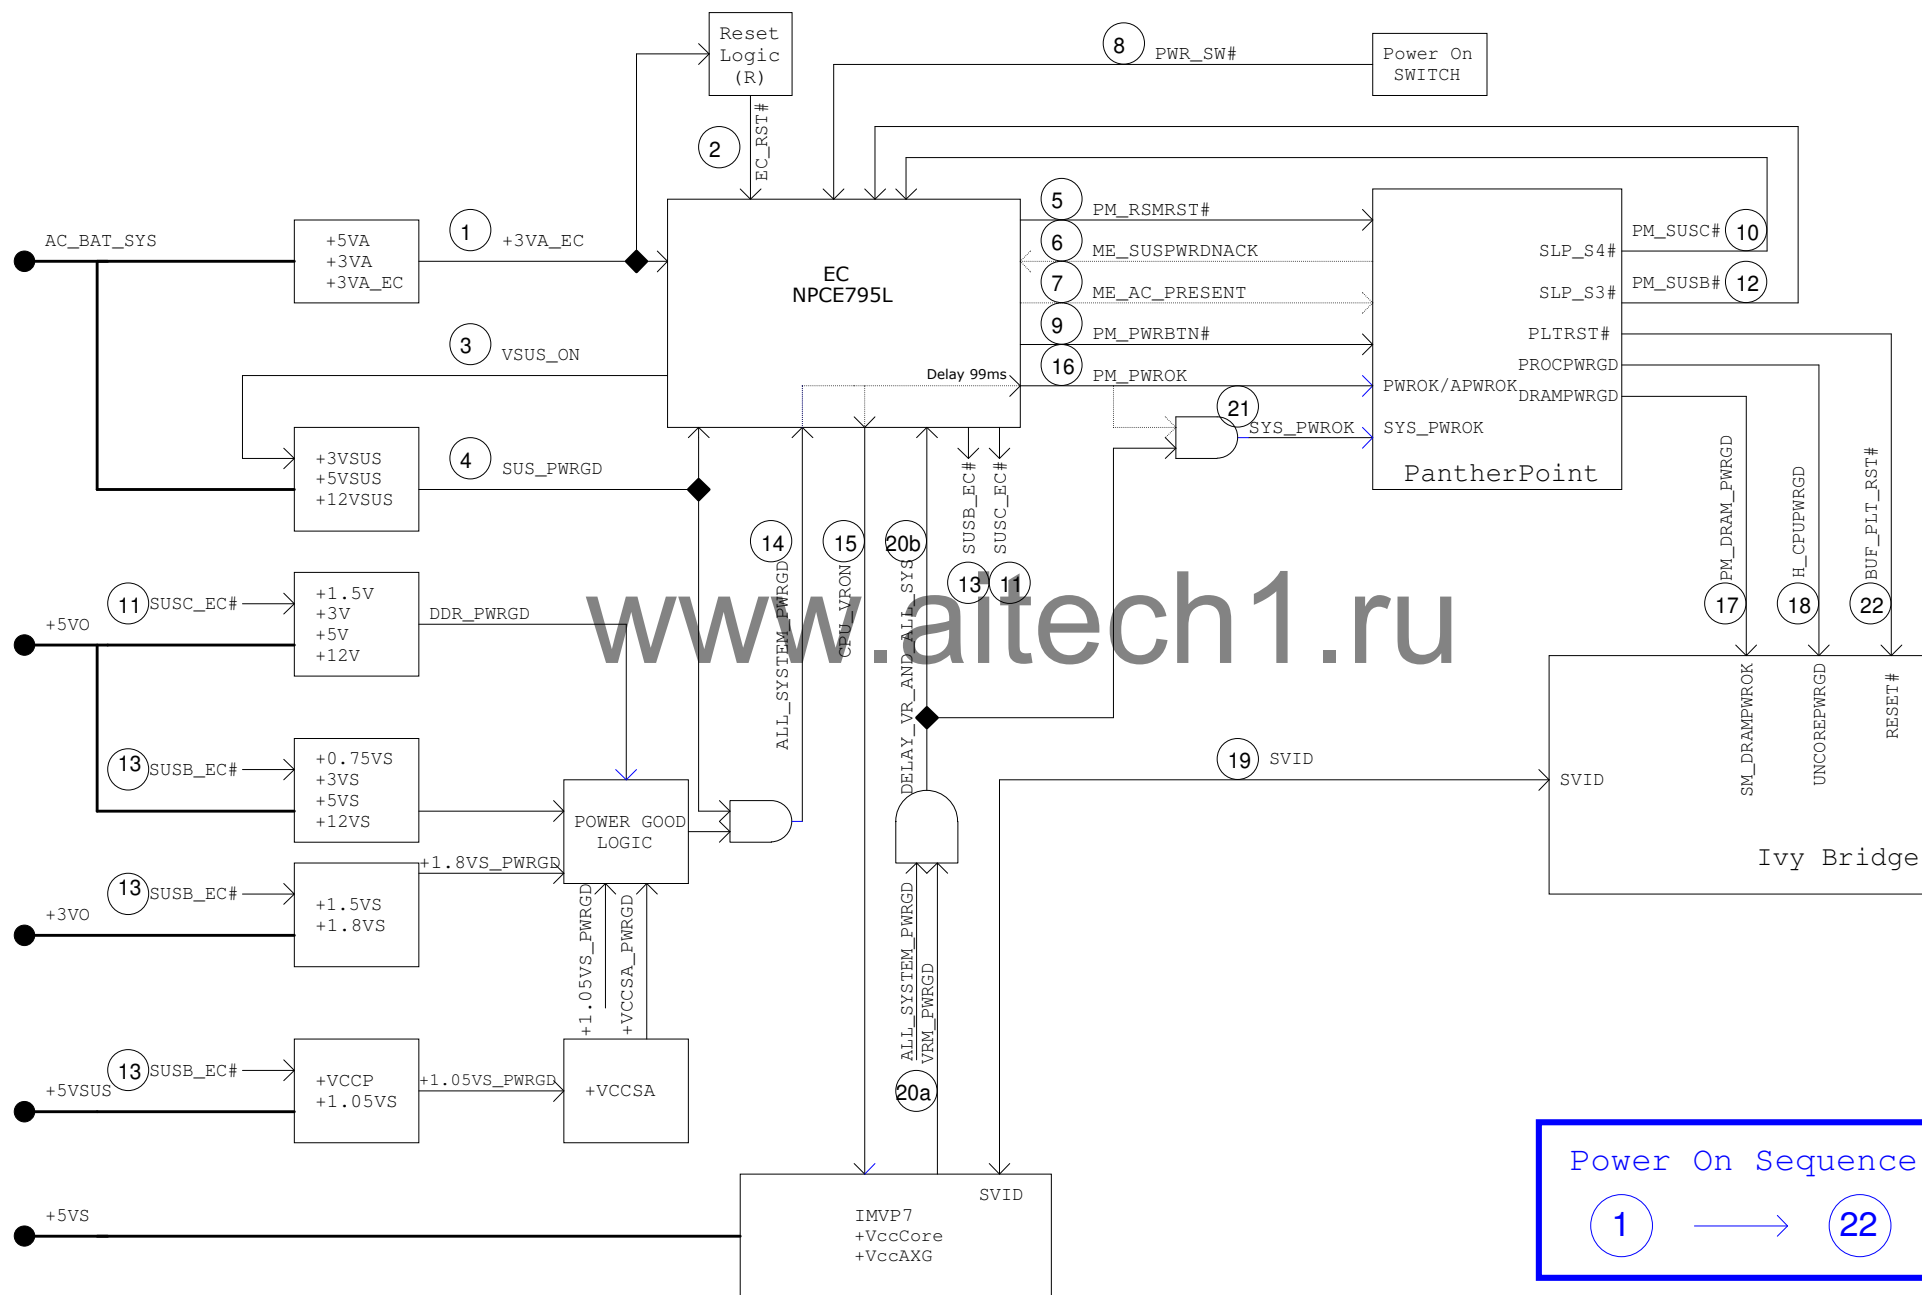 Reset
Logic
(R)
8 PWR_SW#
Power On
SWITCH
2
EC_RST#
AC_BAT_SYS
+5VA
+3VA
+3VA_EC
1 +3VA_EC
EC
NPCE795L
5 PM_RSMRST#
6 ME_SUSPWRDNACK
7 ME_AC_PRESENT
9 PM_PWRBTN#
16 PM_PWROK
Delay 99ms
SLP_S4#
PM_SUSC# 10
SLP_S3#
PM_SUSB# 12
PLTRST#
PROCPWRGD
PWROK/APWROK
DRAMPWRGD
SYS_PWROK
PantherPoint
21
SYS_PWROK
3 VSUS_ON
+3VSUS
+5VSUS
+12VSUS
4 SUS_PWRGD
14
ALL_SYSTEM_PWRGD
15
CPU_VRON
20b
DELAY_VR_AND_ALL_SYS
SUSB_EC#
13
SUSC_EC#
11
PM_DRAM_PWRGD
17
H_CPUPWRGD
18
BUF_PLT_RST#
22
www.aitech1.ru
11 SUSC_EC#
+5VO
+1.5V
+3V
+5V
+12V
DDR_PWRGD
13 SUSB_EC#
+0.75VS
+3VS
+5VS
+12VS
POWER GOOD
LOGIC
+1.8VS_PWRGD
13 SUSB_EC#
+3VO
+1.5VS
+1.8VS
+1.05VS_PWRGD
+VCCSA_PWRGD
ALL_SYSTEM_PWRGD
VRM_PWRGD
20a
19 SVID
SVID
SM_DRAMPWROK
UNCOREPWRGD
RESET#
Ivy Bridge
13 SUSB_EC#
+5VSUS
+VCCP
+1.05VS
+1.05VS_PWRGD
+VCCSA
+5VS
SVID
IMVP7
+VccCore
+VccAXG
Power On Sequence
1 22